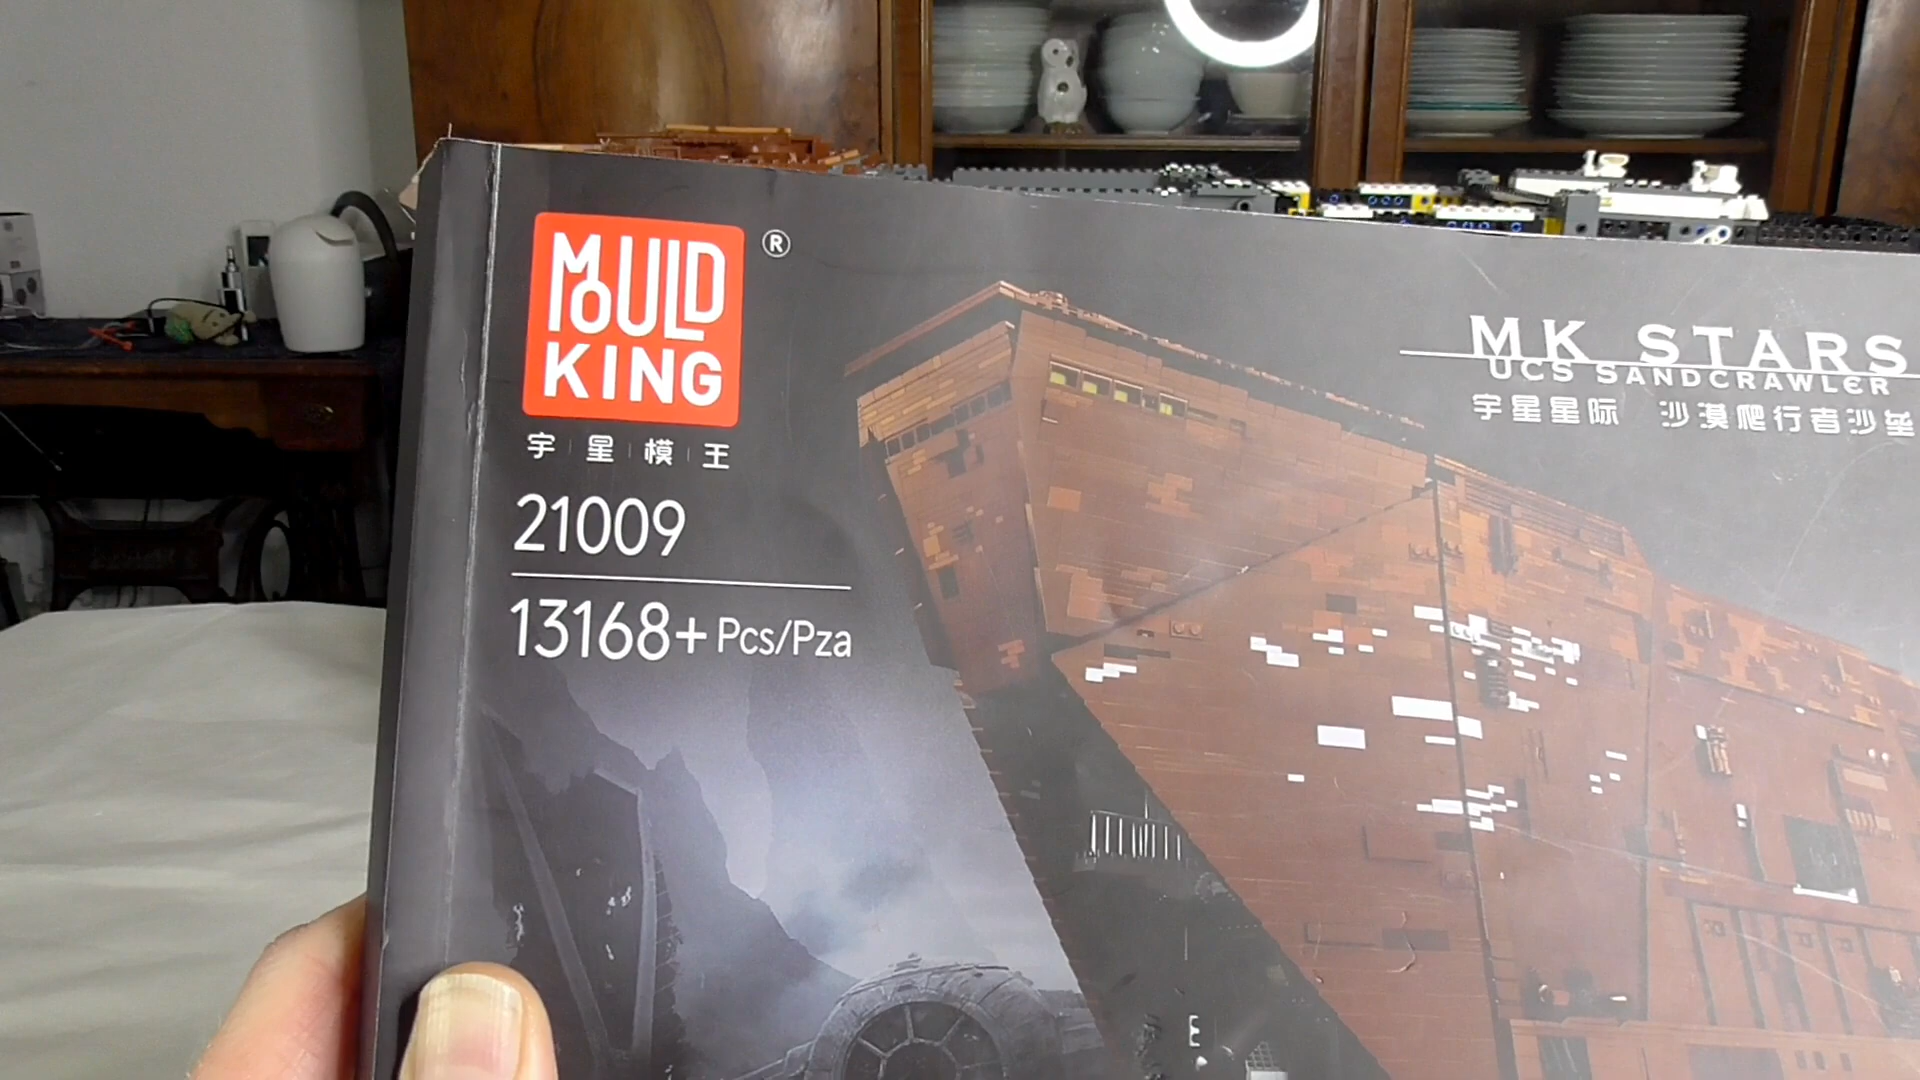 MOULD
KING
®
宇 | 星 | 模 | 王
21009
13168+ Pcs/Pza
MK STARS
UCS SANDCRAWLER
宇星星际 沙漠爬行者沙堡